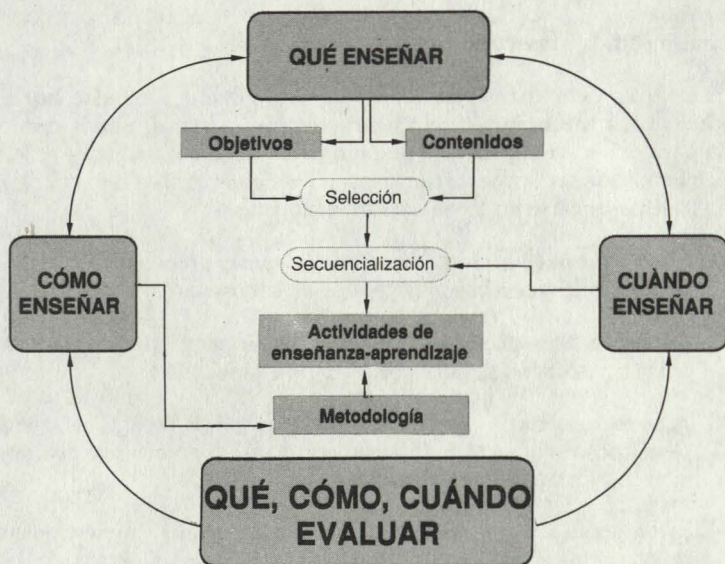 QUÉ ENSEÑAR
Objetivos
Contenidos
Selección
Secuencialización
CÓMO
ENSEÑAR
CUÀNDO
ENSEÑAR
Actividades de
enseñanza-aprendizaje
Metodología
QUÉ, CÓMO, CUÁNDO
EVALUAR